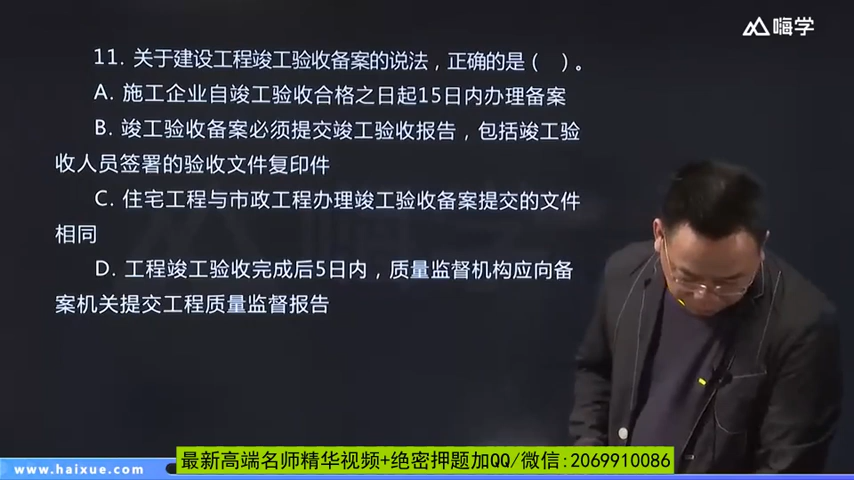 嗨学
11. 关于建设工程竣工验收备案的说法，正确的是（ ）。
A. 施工企业自竣工验收合格之日起15日内办理备案
B. 竣工验收备案必须提交竣工验收报告，包括竣工验
收人员签署的验收文件复印件
C. 住宅工程与市政工程办理竣工验收备案提交的文件
相同
D. 工程竣工验收完成后5日内，质量监督机构应向备
案机关提交工程质量监督报告
www.haixue.com
最新高端名师精华视频+绝密押题加QQ/微信:2069910086